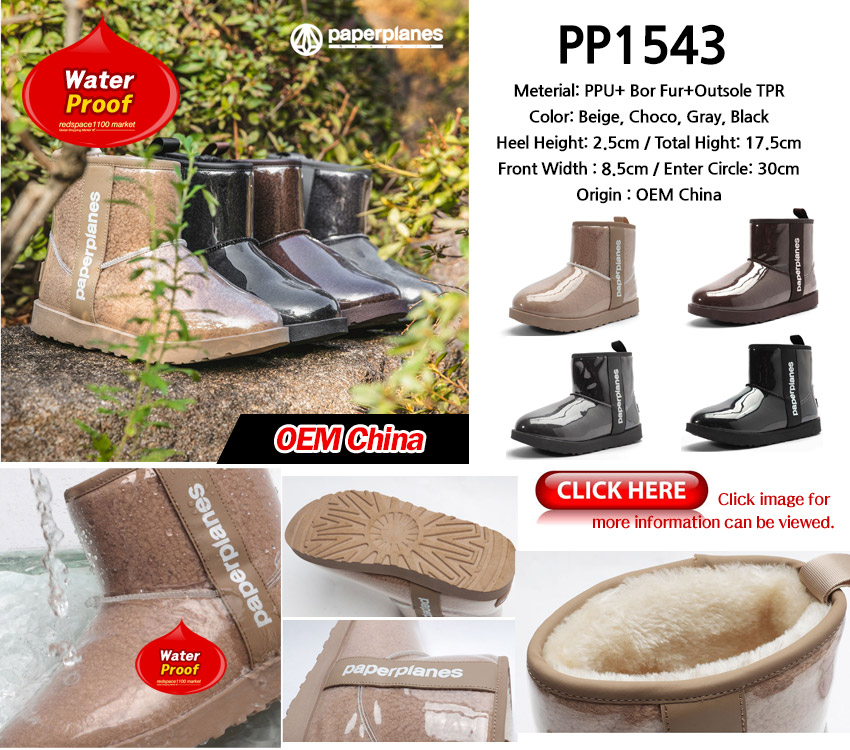 Water
Proof
redspace1100 market
paperplanes
paperplanes
OEM China
PP1543
Meterial: PPU+ Bor Fur+Outsole TPR
Color: Beige, Choco, Gray, Black
Heel Height: 2.5cm / Total Hight: 17.5cm
Front Width : 8.5cm / Enter Circle: 30cm
Origin : OEM China
paperplanes
paperplanes
paperplanes
paperplanes
CLICK HERE
Click image for
more information can be viewed.
paperplanes
Water
Proof
redspace1100 market
paperplanes